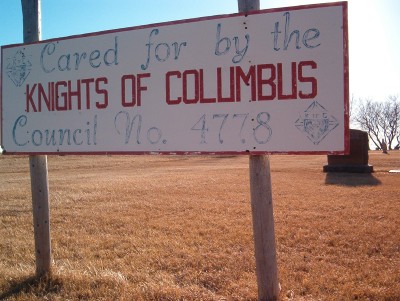 Cared for by the
KNIGHTS OF COLUMBUS
Council No. 4778